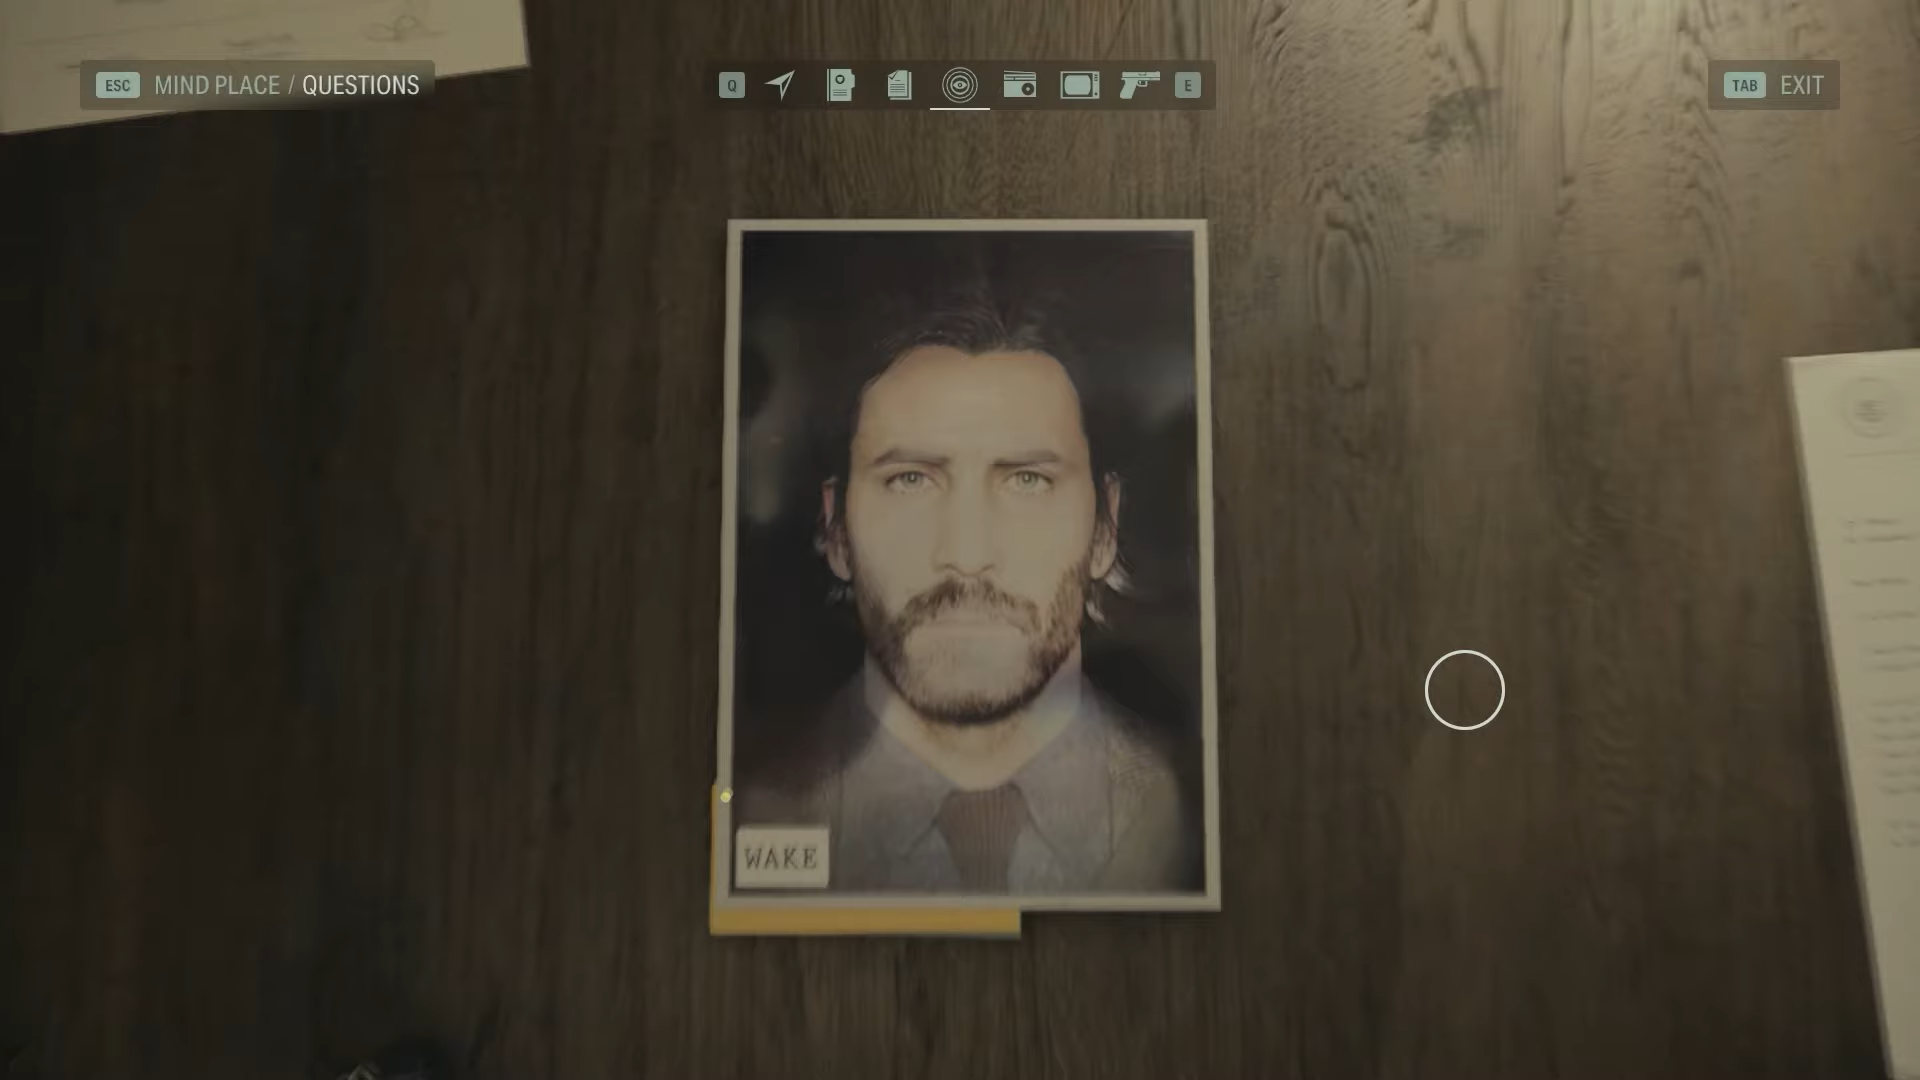 ESC MIND PLACE / QUESTIONS
Q
E
TAB EXIT
WAKE